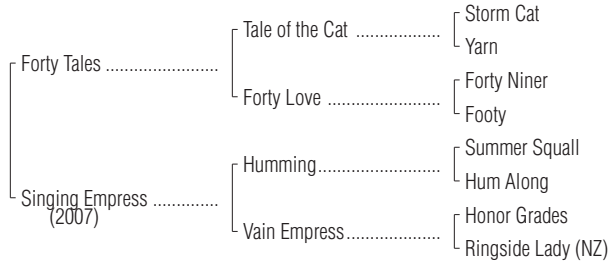 Storm Cat
Tale of the Cat ..................
Yarn
Forty Tales ........................
Forty Niner
Forty Love ........................
Footy
Summer Squall
Humming..........................
Hum Along
Singing Empress ..............
(2007)
Honor Grades
Vain Empress....................
Ringside Lady (NZ)